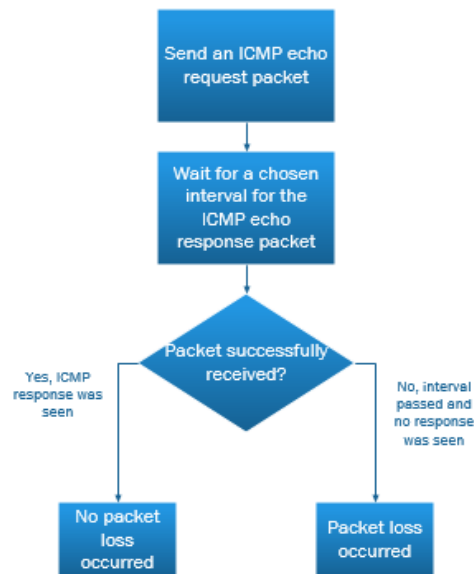 Send an ICMP echo
request packet
Wait for a chosen
interval for the
ICMP echo
response packet
Packet successfully
received?
Yes, ICMP
response was
seen
No, interval
passed and
no response
was seen
No packet
loss
occurred
Packet loss
occurred